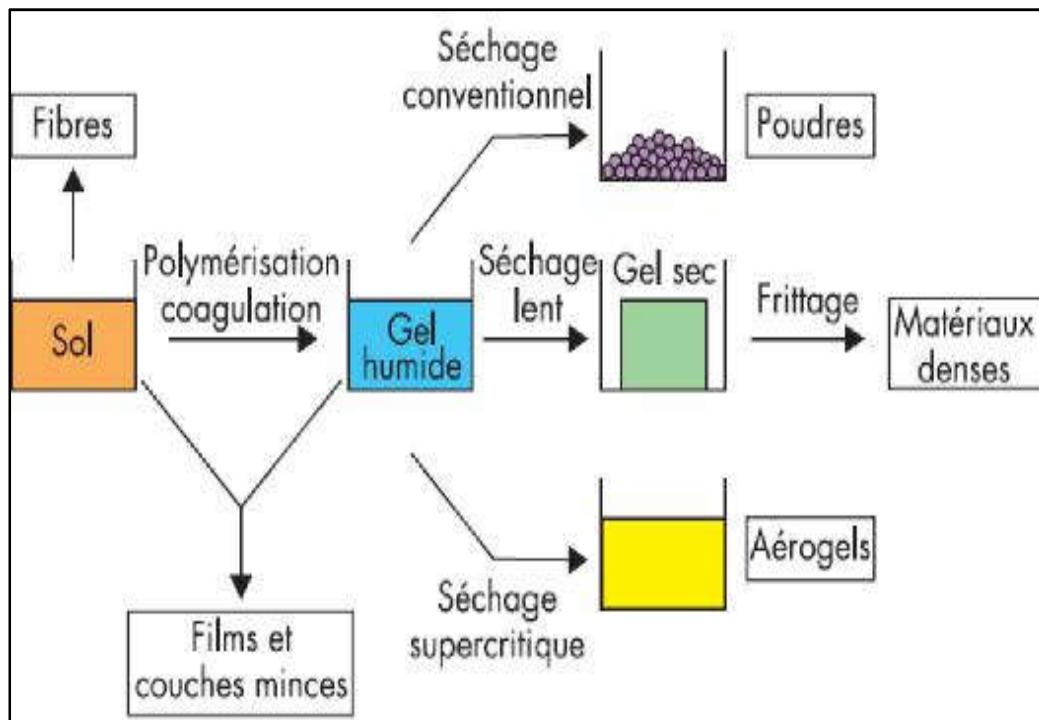 Séchage
conventionnel
Fibres
Poudres
Polymérisation
coagulation
Sol
Gel
humide
Séchage
lent
Gel sec
Frittage
Matériaux
denses
Aérogels
Séchage
supercritique
Films et
couches minces